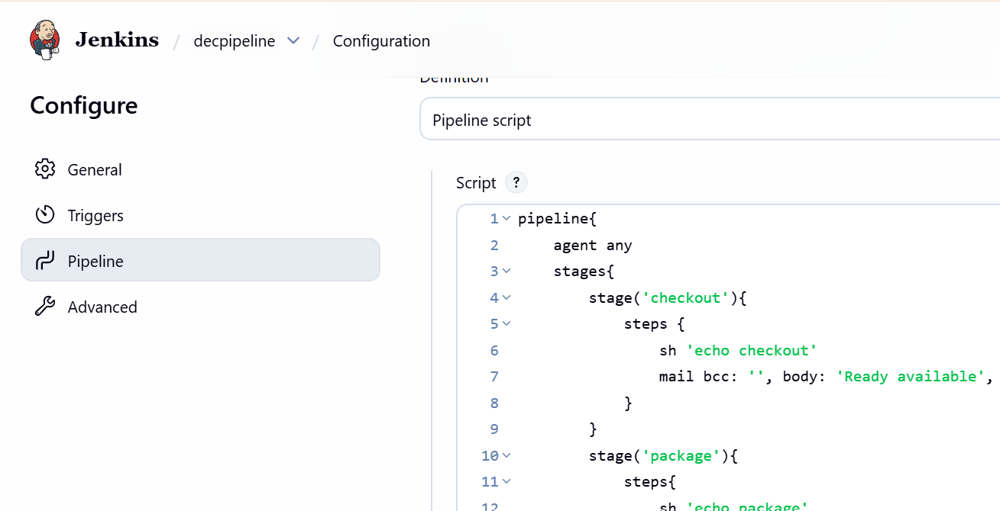 Jenkins / decpipeline / Configuration
Definition
Configure
Pipeline script
General
Script ?
Triggers
Pipeline
Advanced
1 pipeline{
2 agent any
3 stages{
4 stage('checkout'){
5 steps {
6 sh 'echo checkout'
7 mail bcc: '', body: 'Ready available',
8 }
9 }
10 stage('package'){
11 steps{
12 sh 'echo package'